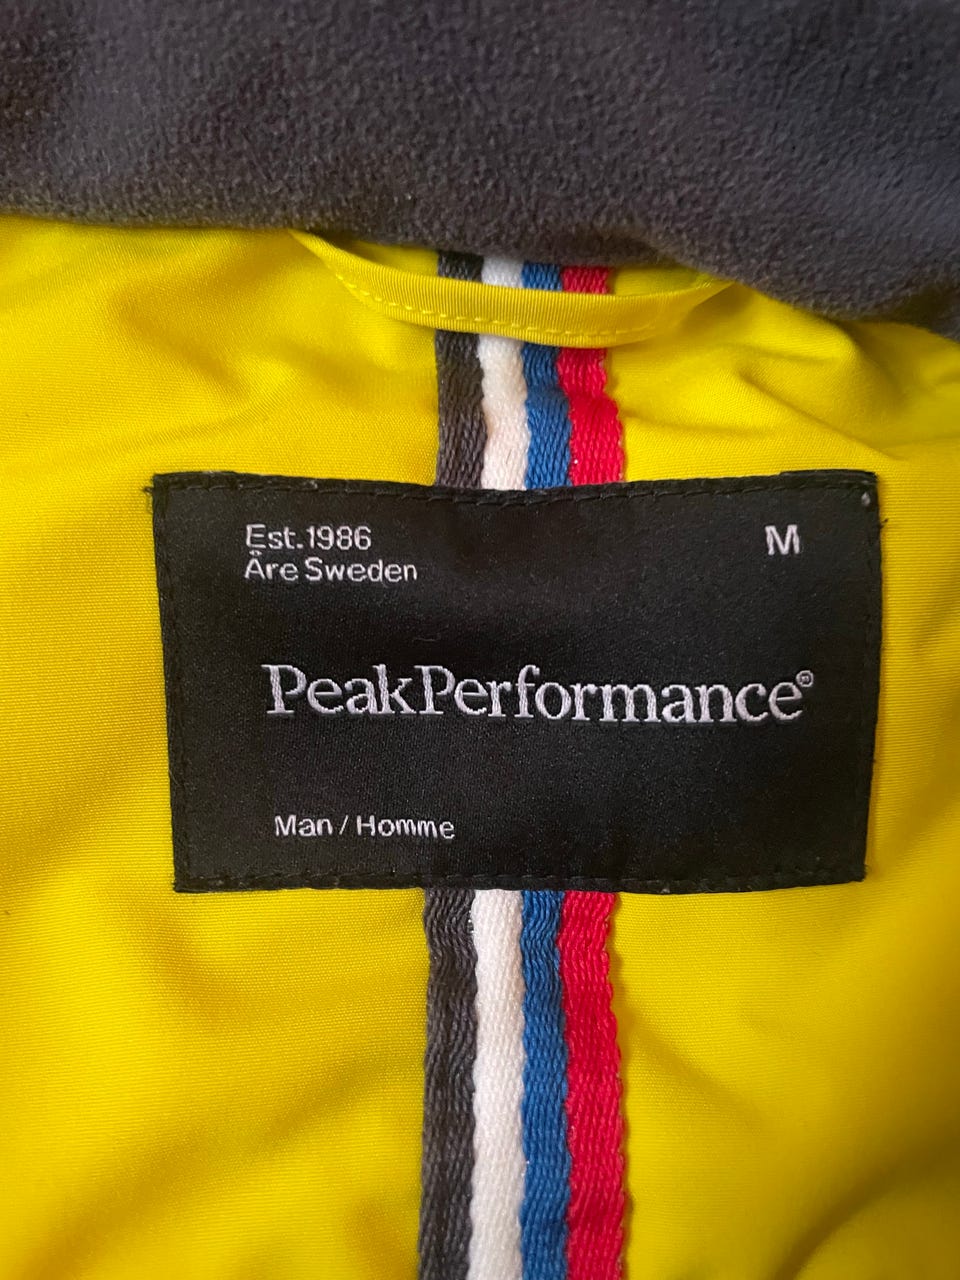 Est.1986
Åre Sweden
M
PeakPerformance®
Man / Homme